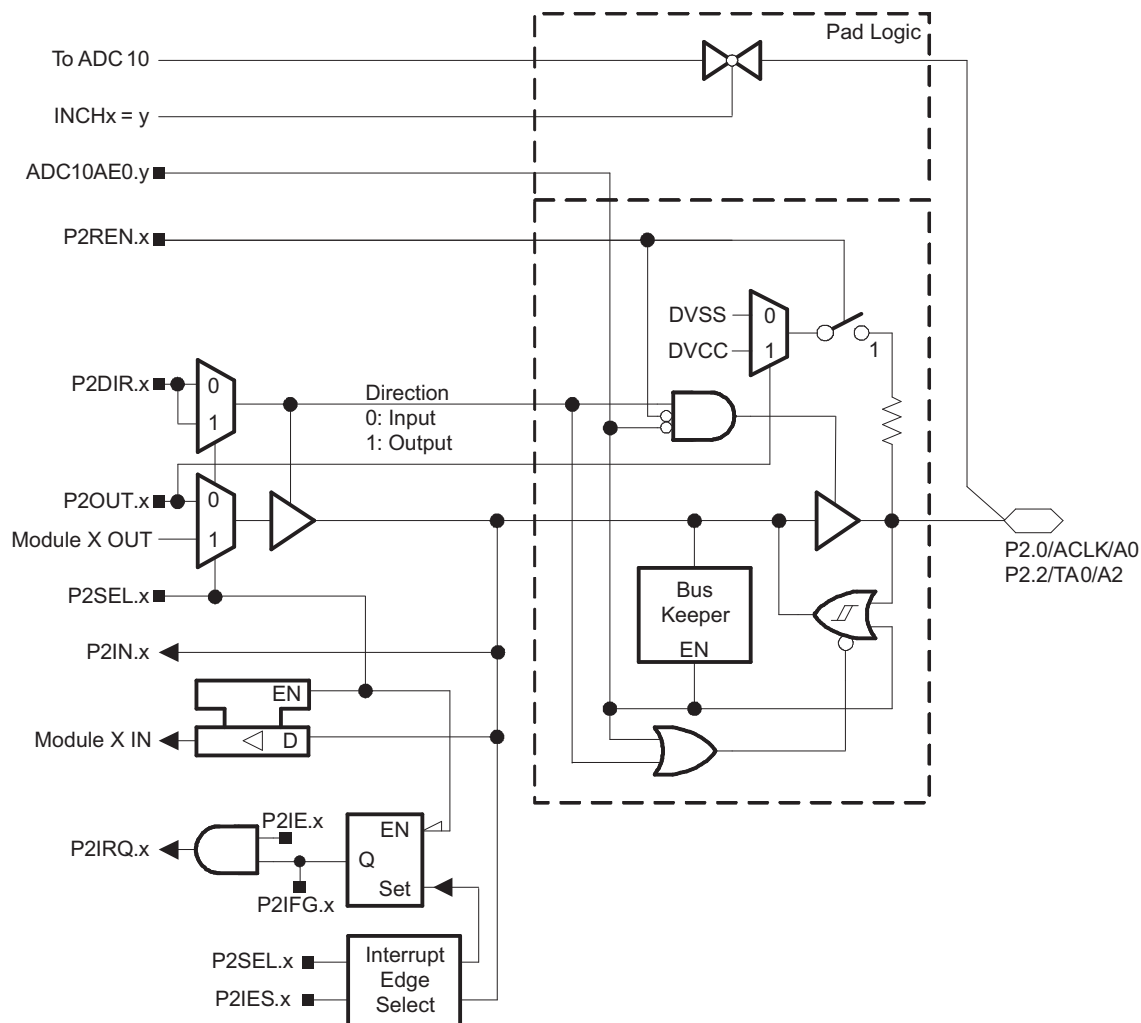 Pad Logic
To ADC 10
INCHx = y
ADC10AE0.y
P2REN.x
DVSS
0
DVCC
1
1
P2DIR.x
0
1
Direction
0: Input
1: Output
P2OUT.x
0
Module X OUT
1
P2.0/ACLK/A0
P2.2/TA0/A2
P2SEL.x
Bus
Keeper
EN
P2IN.x
EN
Module X IN
D
P2IE.x
EN
P2IRQ.x
Q
Set
P2IFG.x
P2SEL.x
P2IES.x
Interrupt
Edge
Select